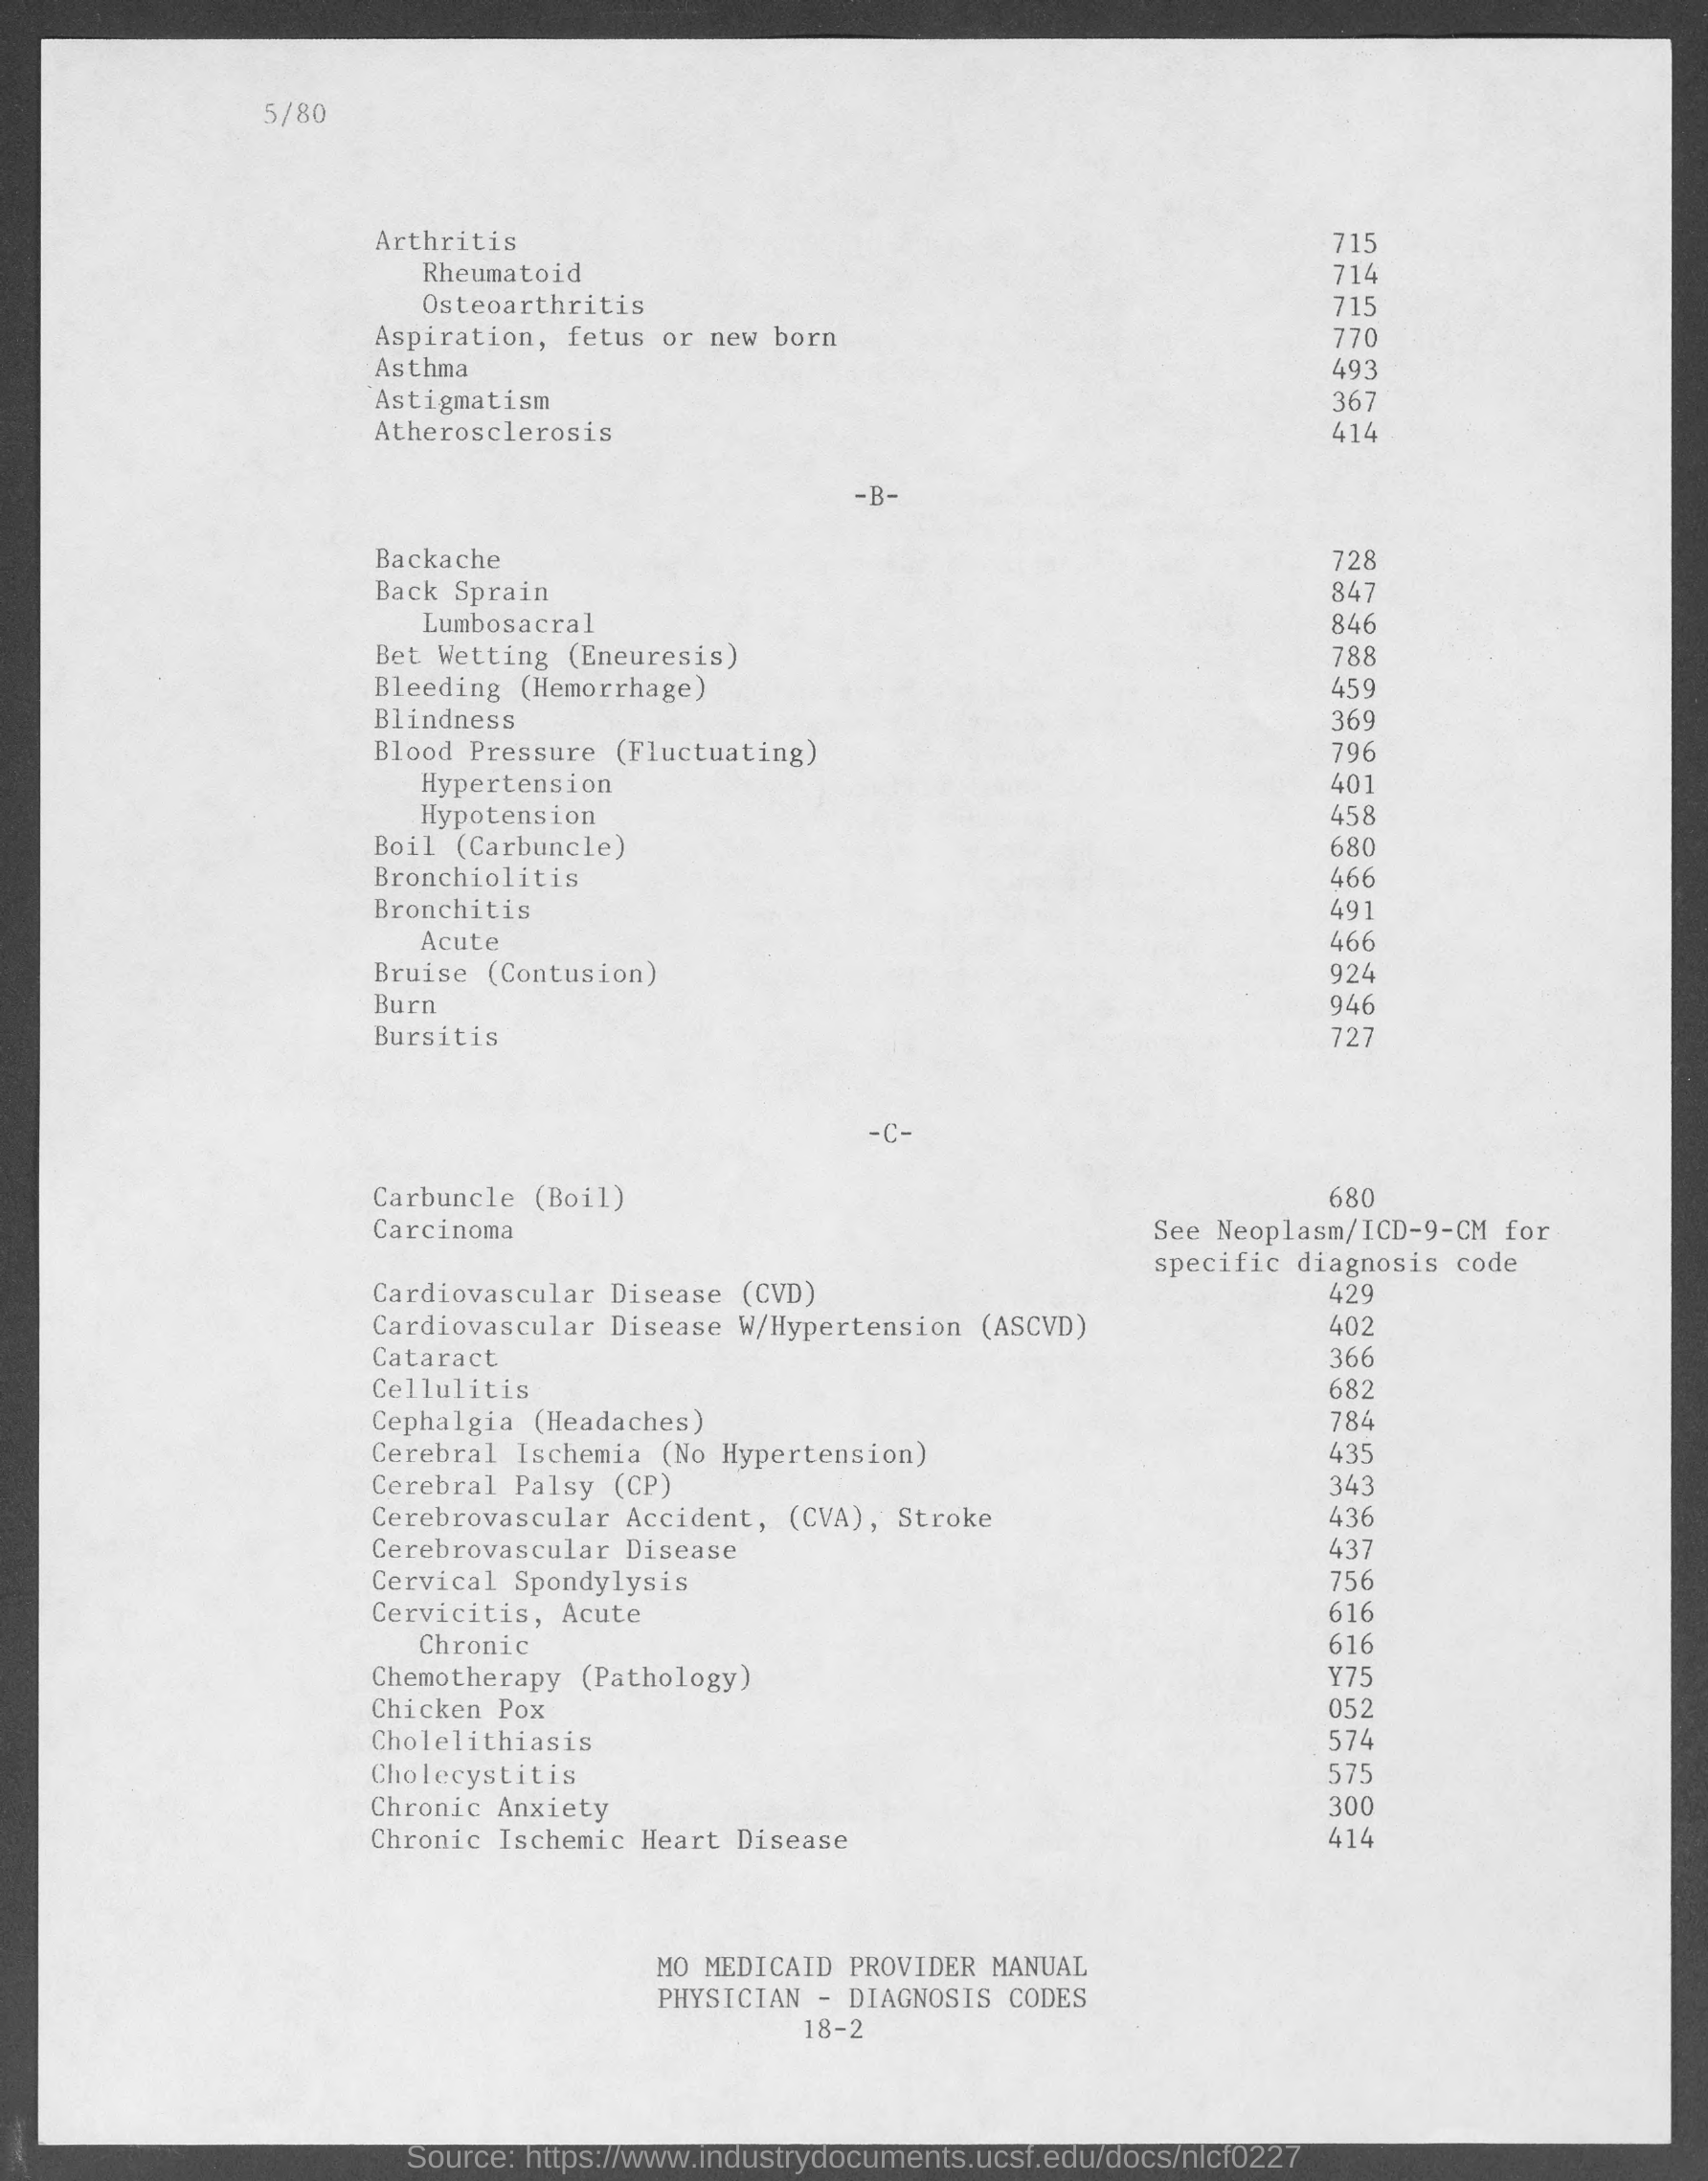 5/80
Arthritis 715
Rheumatoid 714
Osteoarthritis 715
Aspiration, fetus or new born 770
Asthma 493
Astigmatism 367
Atherosclerosis 414
-B-
Backache 728
Back Sprain 847
Lumbosacral 846
Bet Wetting (Eneuresis) 788
Bleeding (Hemorrhage) 459
Blindness 369
Blood Pressure (Fluctuating) 796
Hypertension 401
Hypotension 458
Boil (Carbuncle) 680
Bronchiolitis 466
Bronchitis 491
Acute 466
Bruise (Contusion) 924
Burn 946
Bursitis 727
-C-
Carbuncle (Boil) 680
Carcinoma See Neoplasm/ICD-9-CM for
specific diagnosis code
Cardiovascular Disease (CVD) 429
Cardiovascular Disease W/Hypertension (ASCVD) 402
Cataract 366
Cellulitis 682
Cephalgia (Headaches) 784
Cerebral Ischemia (No Hypertension) 435
Cerebral Palsy (CP) 343
Cerebrovascular Accident, (CVA), Stroke 436
Cerebrovascular Disease 437
Cervical Spondylysis 756
Cervicitis, Acute 616
Chronic 616
Chemotherapy (Pathology) Y75
Chicken Pox 052
Cholelithiasis 574
Cholecystitis 575
Chronic Anxiety 300
Chronic Ischemic Heart Disease 414
MO MEDICAID PROVIDER MANUAL
PHYSICIAN - DIAGNOSIS CODES
18-2
Source: https://www.industrydocuments.ucsf.edu/docs/nlcf0227